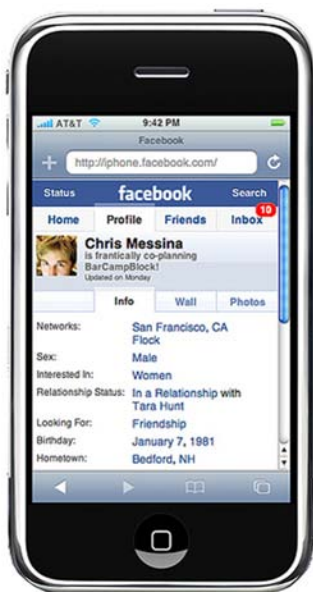 AT&T 9:42 PM
Facebook
http://iphone.facebook.com/
Status facebook Search
Home Profile Friends Inbox 10
Chris Messina
is frantically co-planning
BarCampBlock!
Updated on Monday
Info Wall Photos
Networks: San Francisco, CA
Flock
Sex: Male
Interested In: Women
Relationship Status: In a Relationship with
Tara Hunt
Looking For: Friendship
Birthday: January 7, 1981
Hometown: Bedford, NH